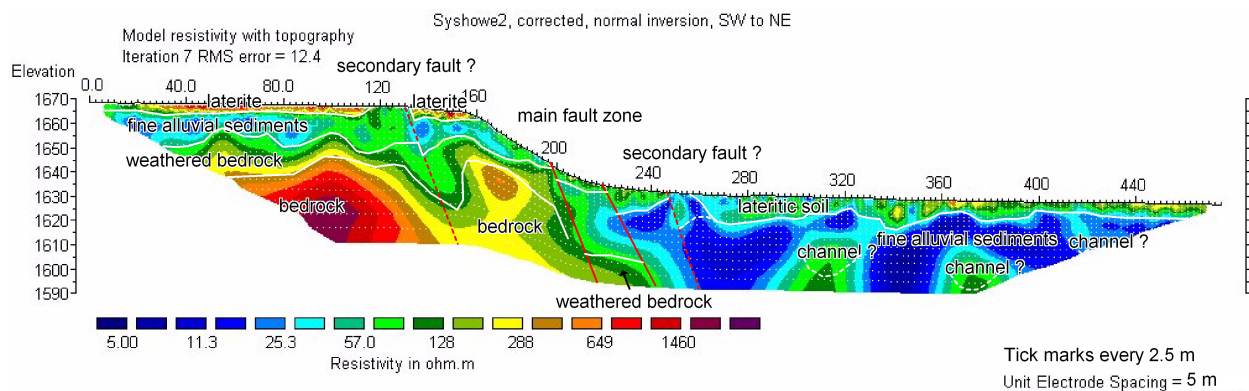 Syshowe2, corrected, normal inversion, SW to NE
Model resistivity with topography
Iteration 7 RMS error = 12.4
secondary fault ?
Elevation
0.0 40.0 80.0 120 160
1670
laterite laterite
main fault zone
1660
fine alluvial sediments
1650
weathered bedrock
200
secondary fault ?
1640
240 280 320 360 400 440
1630
bedrock
lateritic soil
1620
bedrock
fine alluvial sediments
channel ?
1610
channel ?
1600
channel ?
1590
weathered bedrock
5.00 11.3 25.3 57.0 128 288 649 1460
Resistivity in ohm.m
Tick marks every 2.5 m
Unit Electrode Spacing = 5 m